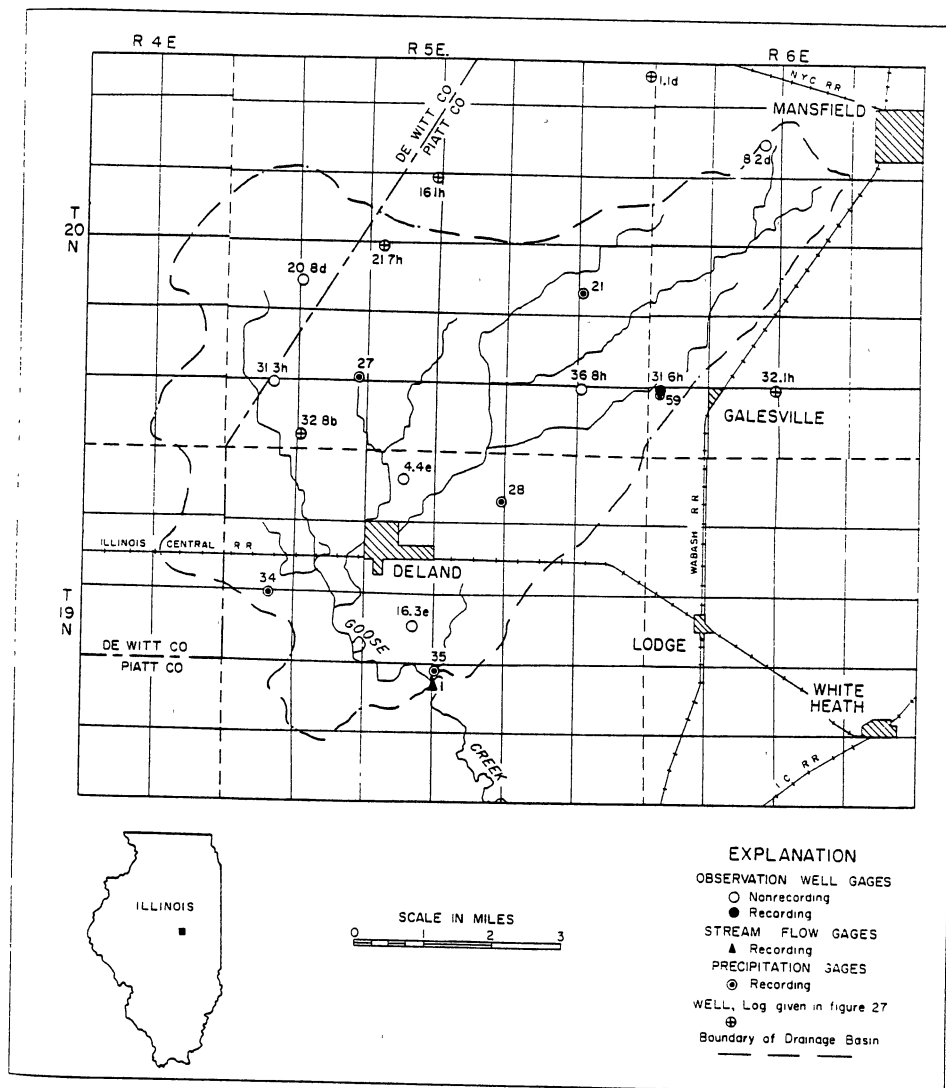 R 4 E
R 5 E.
R 6 E
N Y C RR
1.1d
MANSFIELD
DE WITT CO
PIATT CO
8 2d
16.1h
T
20
N
21.7h
20 8d
21
31.3h
27
36 8h
31.6h
59
32.1h
GALESVILLE
32 8b
4.4e
28
WABASH R R
ILLINOIS CENTRAL R R
DELAND
34
T
19
N
16.3e
GOOSE
LODGE
DE WITT CO
PIATT CO
35
1
WHITE
HEATH
CREEK
I C RR
ILLINOIS
SCALE IN MILES
0 1 2 3
EXPLANATION
OBSERVATION WELL GAGES
Nonrecording
Recording
STREAM FLOW GAGES
Recording
PRECIPITATION GAGES
Recording
WELL, Log given in figure 27
Boundary of Drainage Basin